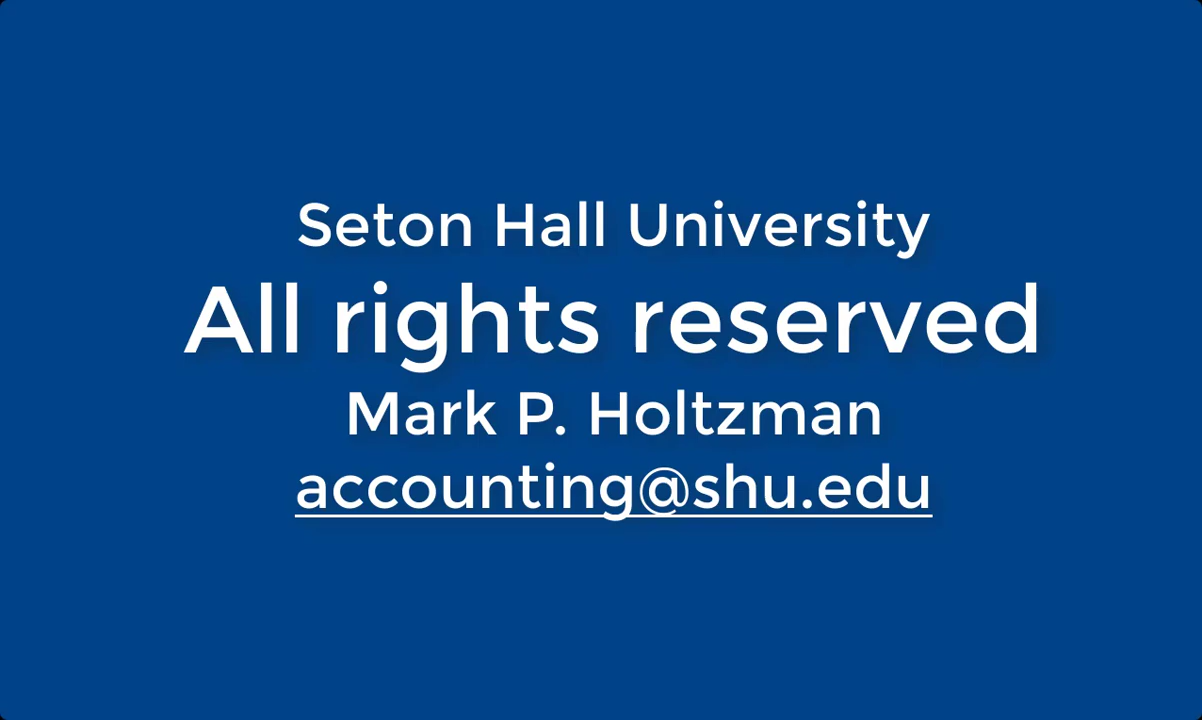 Seton Hall University
All rights reserved
Mark P. Holtzman
accounting@shu.edu